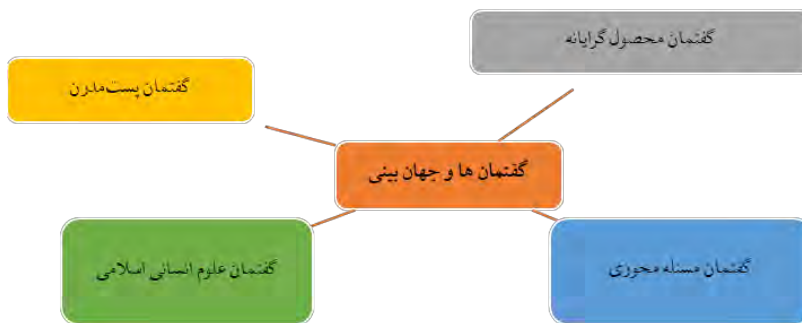 گفتمان محصول گرایانه
گفتمان پست‌مدرن
گفتمان ها و جهان بینی
گفتمان علوم انسانی اسلامی
گفتمان مسئله محوری